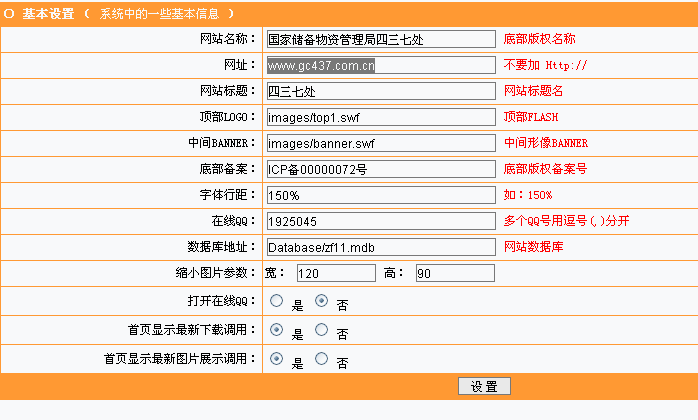 基本设置 ( 系统中的一些基本信息 )
网站名称: 国家储备物资管理局四三七处 底部版权名称
网址: www.gc437.com.cn 不要加 Http://
网站标题: 四三七处 网站标题名
顶部LOGO: images/top1.swf 顶部FLASH
中间BANNER: images/banner.swf 中间形像BANNER
底部备案: ICP备00000072号 底部版权备案号
字体行距: 150% 如：150%
在线QQ: 1925045 多个QQ号用逗号(,)分开
数据库地址: Database/zf11.mdb 网站数据库
缩小图片参数: 宽： 120 高： 90
打开在线QQ: 是 否
首页显示最新下载调用: 是 否
首页显示最新图片展示调用: 是 否
设 置